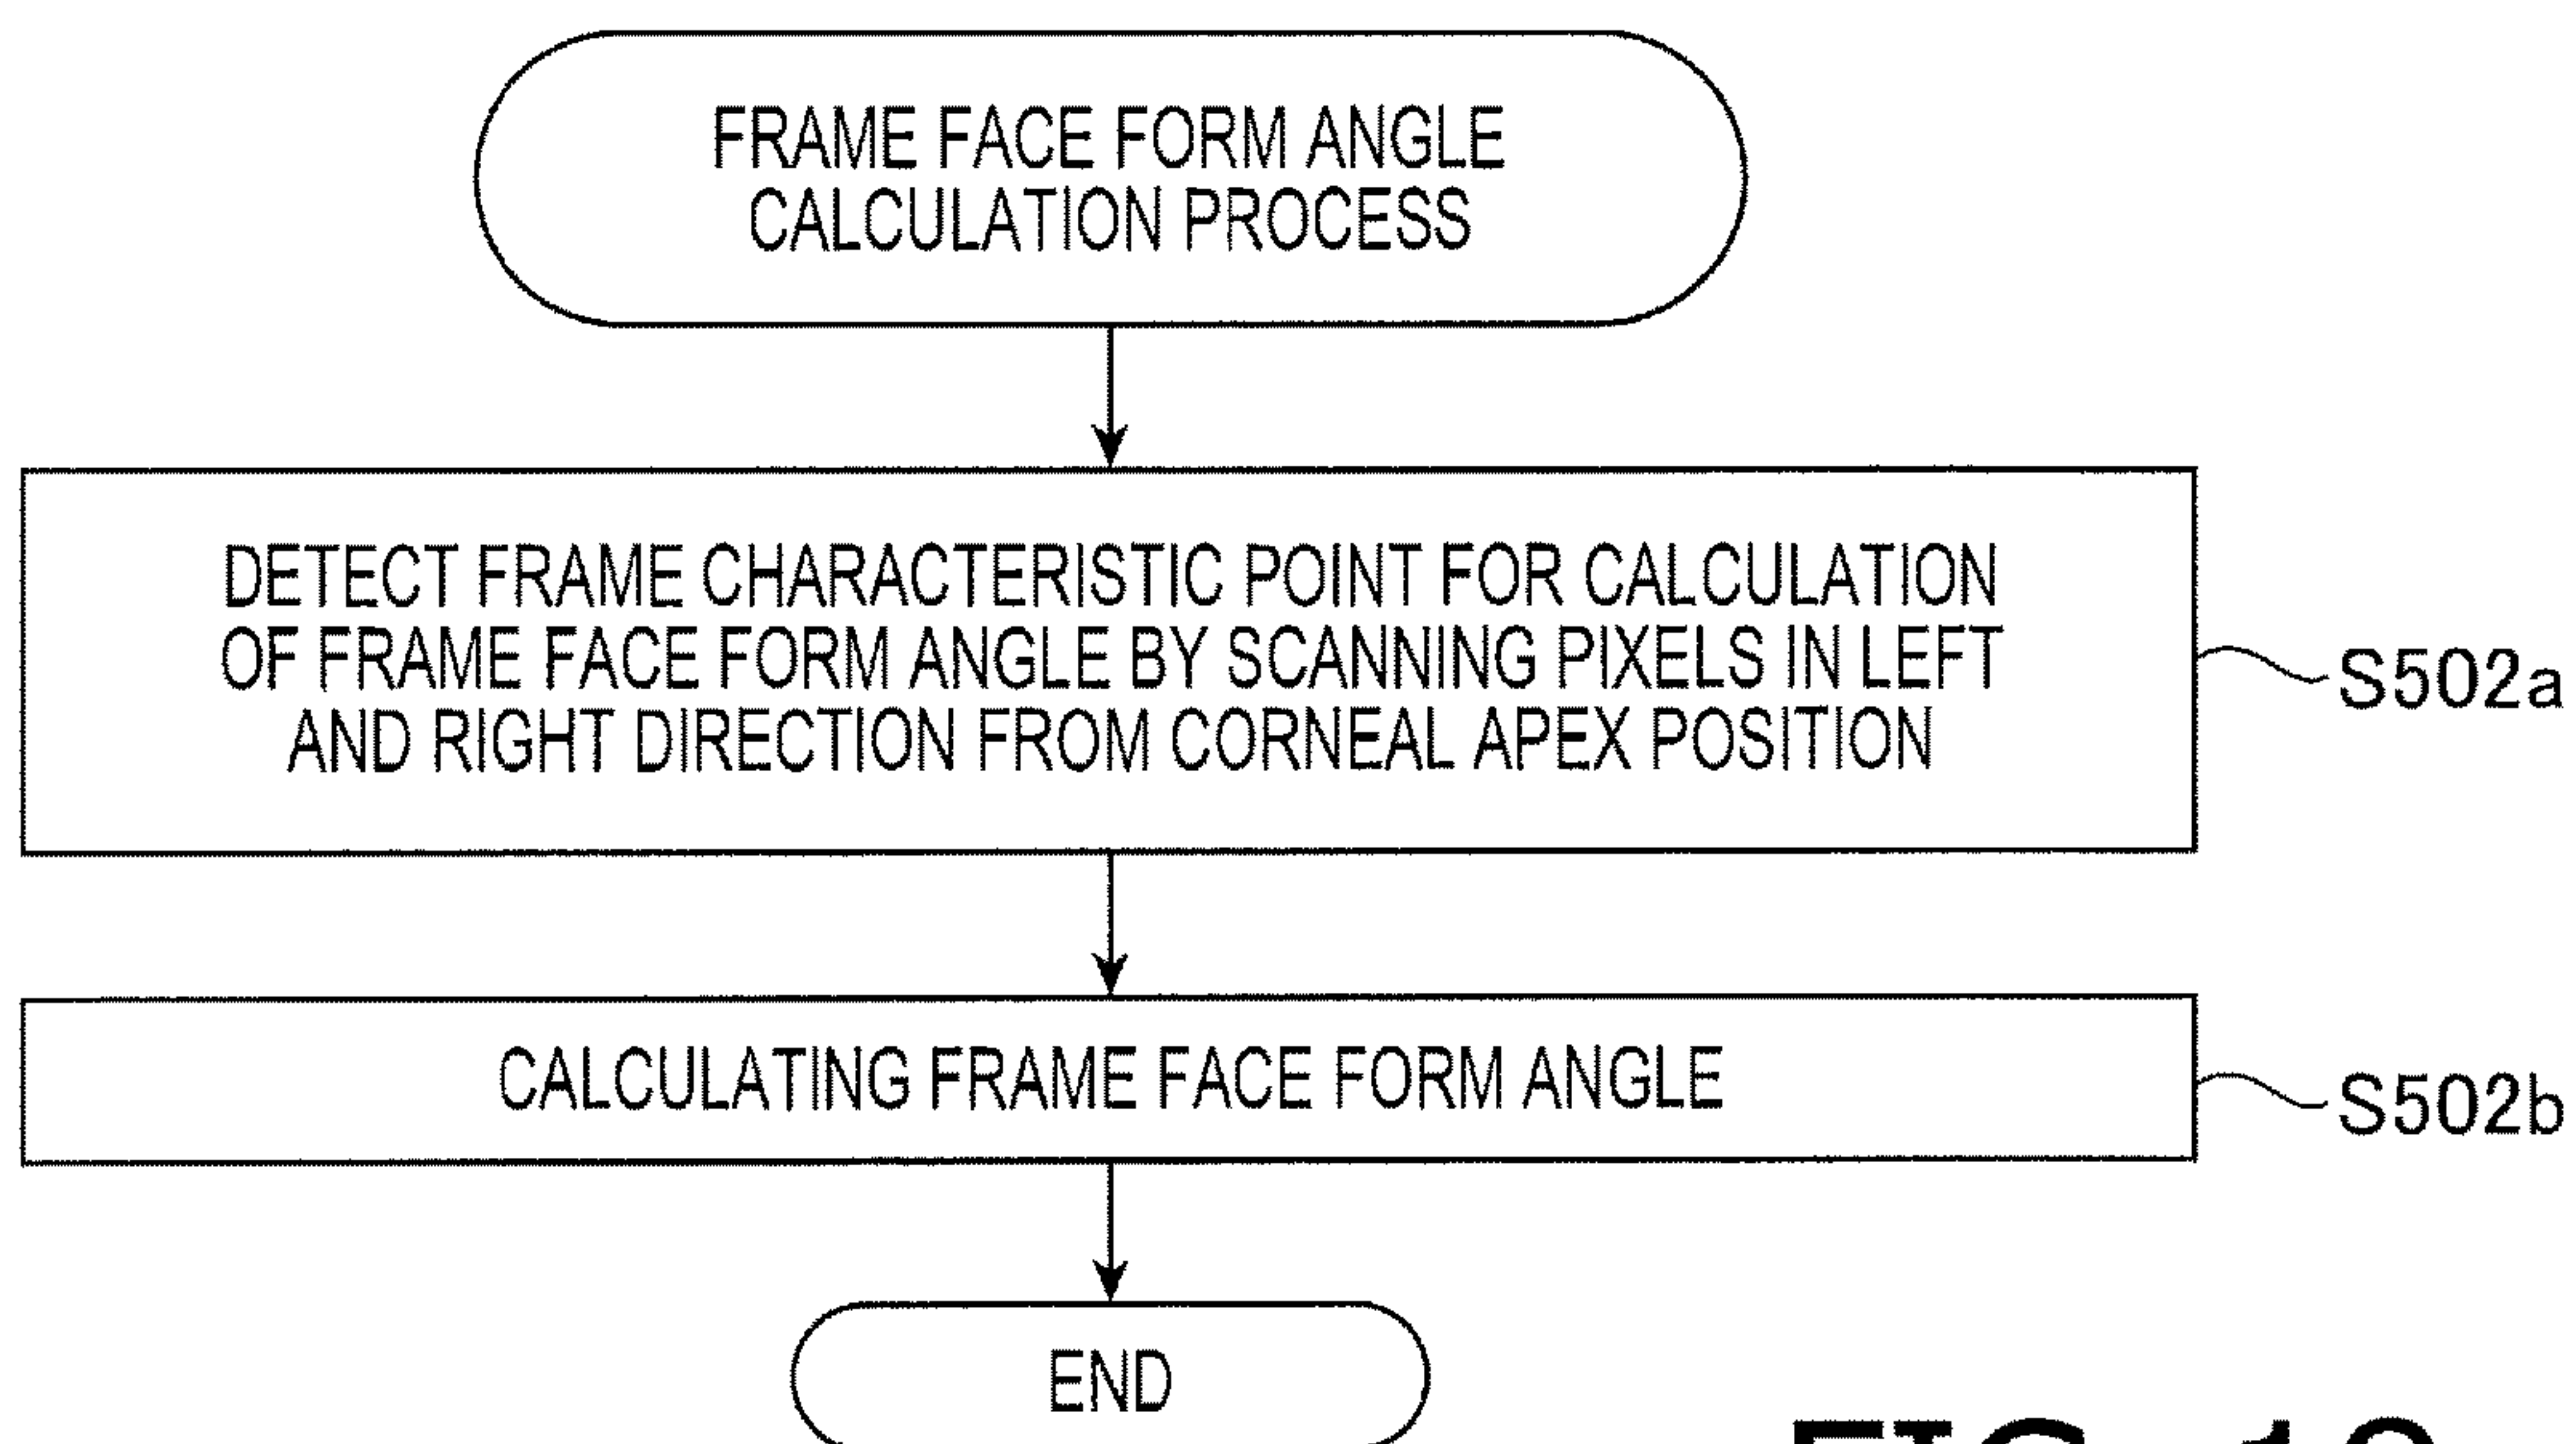 FRAME FACE FORM ANGLE
CALCULATION PROCESS
DETECT FRAME CHARACTERISTIC POINT FOR CALCULATION
OF FRAME FACE FORM ANGLE BY SCANNING PIXELS IN LEFT
AND RIGHT DIRECTION FROM CORNEAL APEX POSITION
S502a
CALCULATING FRAME FACE FORM ANGLE
S502b
END